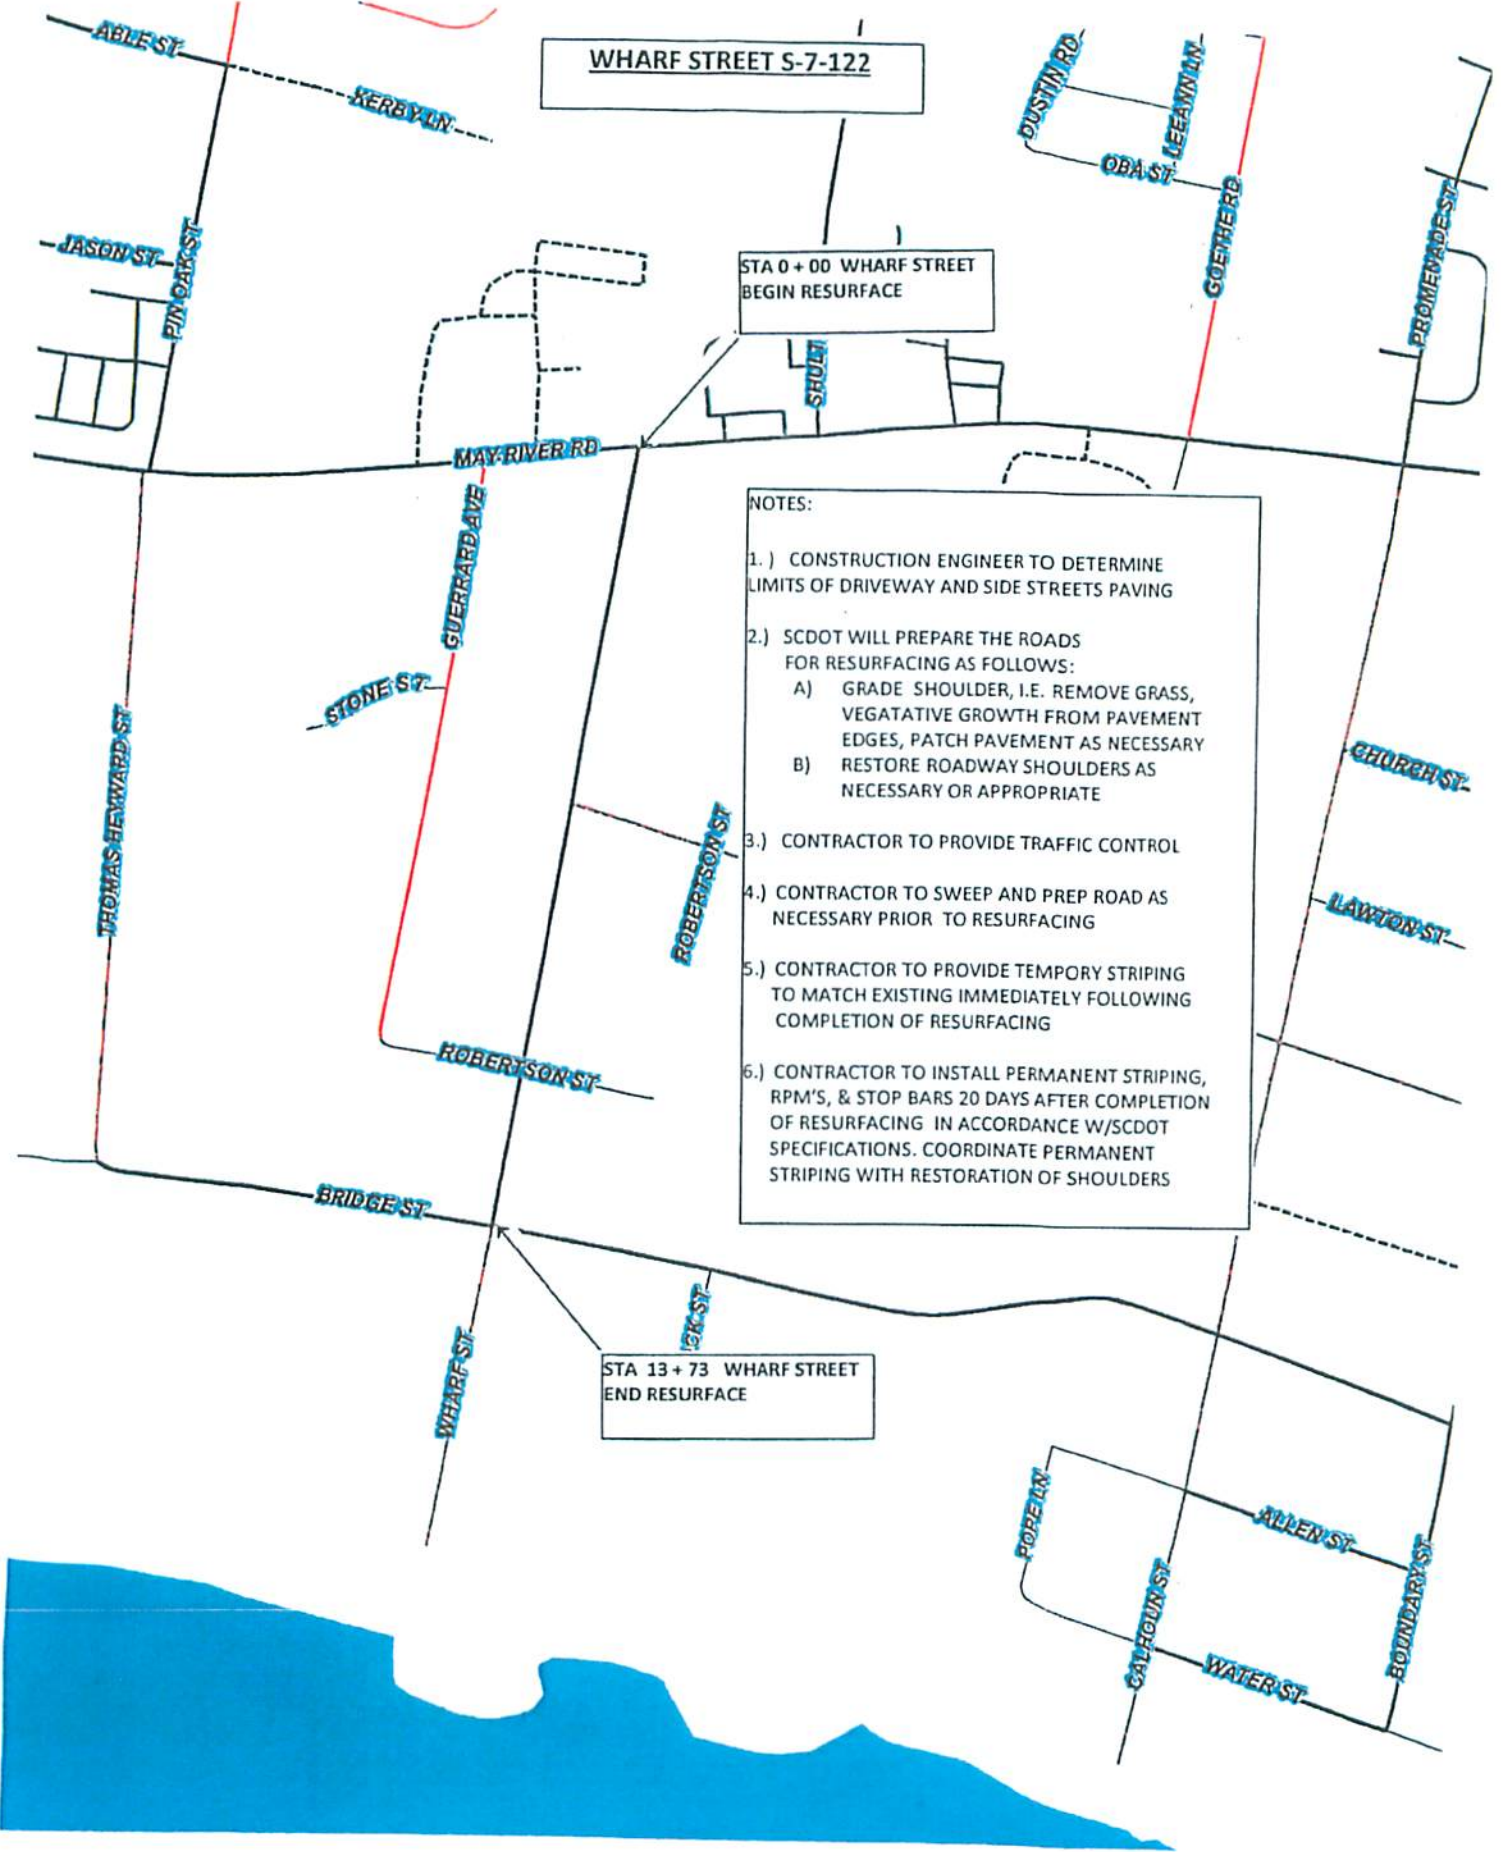 ABLE ST
KERBY LN
WHARF STREET S-7-122
DUSTIN RD
LEEANN LN
OBA ST
GOETHE RD
PROMENADE ST
JASON ST
PIN OAK ST
STA 0 + 00 WHARF STREET
BEGIN RESURFACE
SHULT
MAY RIVER RD
GUERRARD AVE
STONE ST
THOMAS HEYWARD ST
ROBERTSON ST
NOTES:
1. ) CONSTRUCTION ENGINEER TO DETERMINE
LIMITS OF DRIVEWAY AND SIDE STREETS PAVING
2.) SCDOT WILL PREPARE THE ROADS
FOR RESURFACING AS FOLLOWS:
A) GRADE SHOULDER, I.E. REMOVE GRASS,
VEGATATIVE GROWTH FROM PAVEMENT
EDGES, PATCH PAVEMENT AS NECESSARY
B) RESTORE ROADWAY SHOULDERS AS
NECESSARY OR APPROPRIATE
3.) CONTRACTOR TO PROVIDE TRAFFIC CONTROL
4.) CONTRACTOR TO SWEEP AND PREP ROAD AS
NECESSARY PRIOR TO RESURFACING
5.) CONTRACTOR TO PROVIDE TEMPORY STRIPING
TO MATCH EXISTING IMMEDIATELY FOLLOWING
COMPLETION OF RESURFACING
6.) CONTRACTOR TO INSTALL PERMANENT STRIPING,
RPM'S, & STOP BARS 20 DAYS AFTER COMPLETION
OF RESURFACING IN ACCORDANCE W/SCDOT
SPECIFICATIONS. COORDINATE PERMANENT
STRIPING WITH RESTORATION OF SHOULDERS
CHURCH ST
LAWTON ST
ROBERTSON ST
BRIDGE ST
CK ST
WHARF ST
STA 13 + 73 WHARF STREET
END RESURFACE
POPE LN
ALLEN ST
CALHOUN ST
BOUNDARY ST
WATER ST